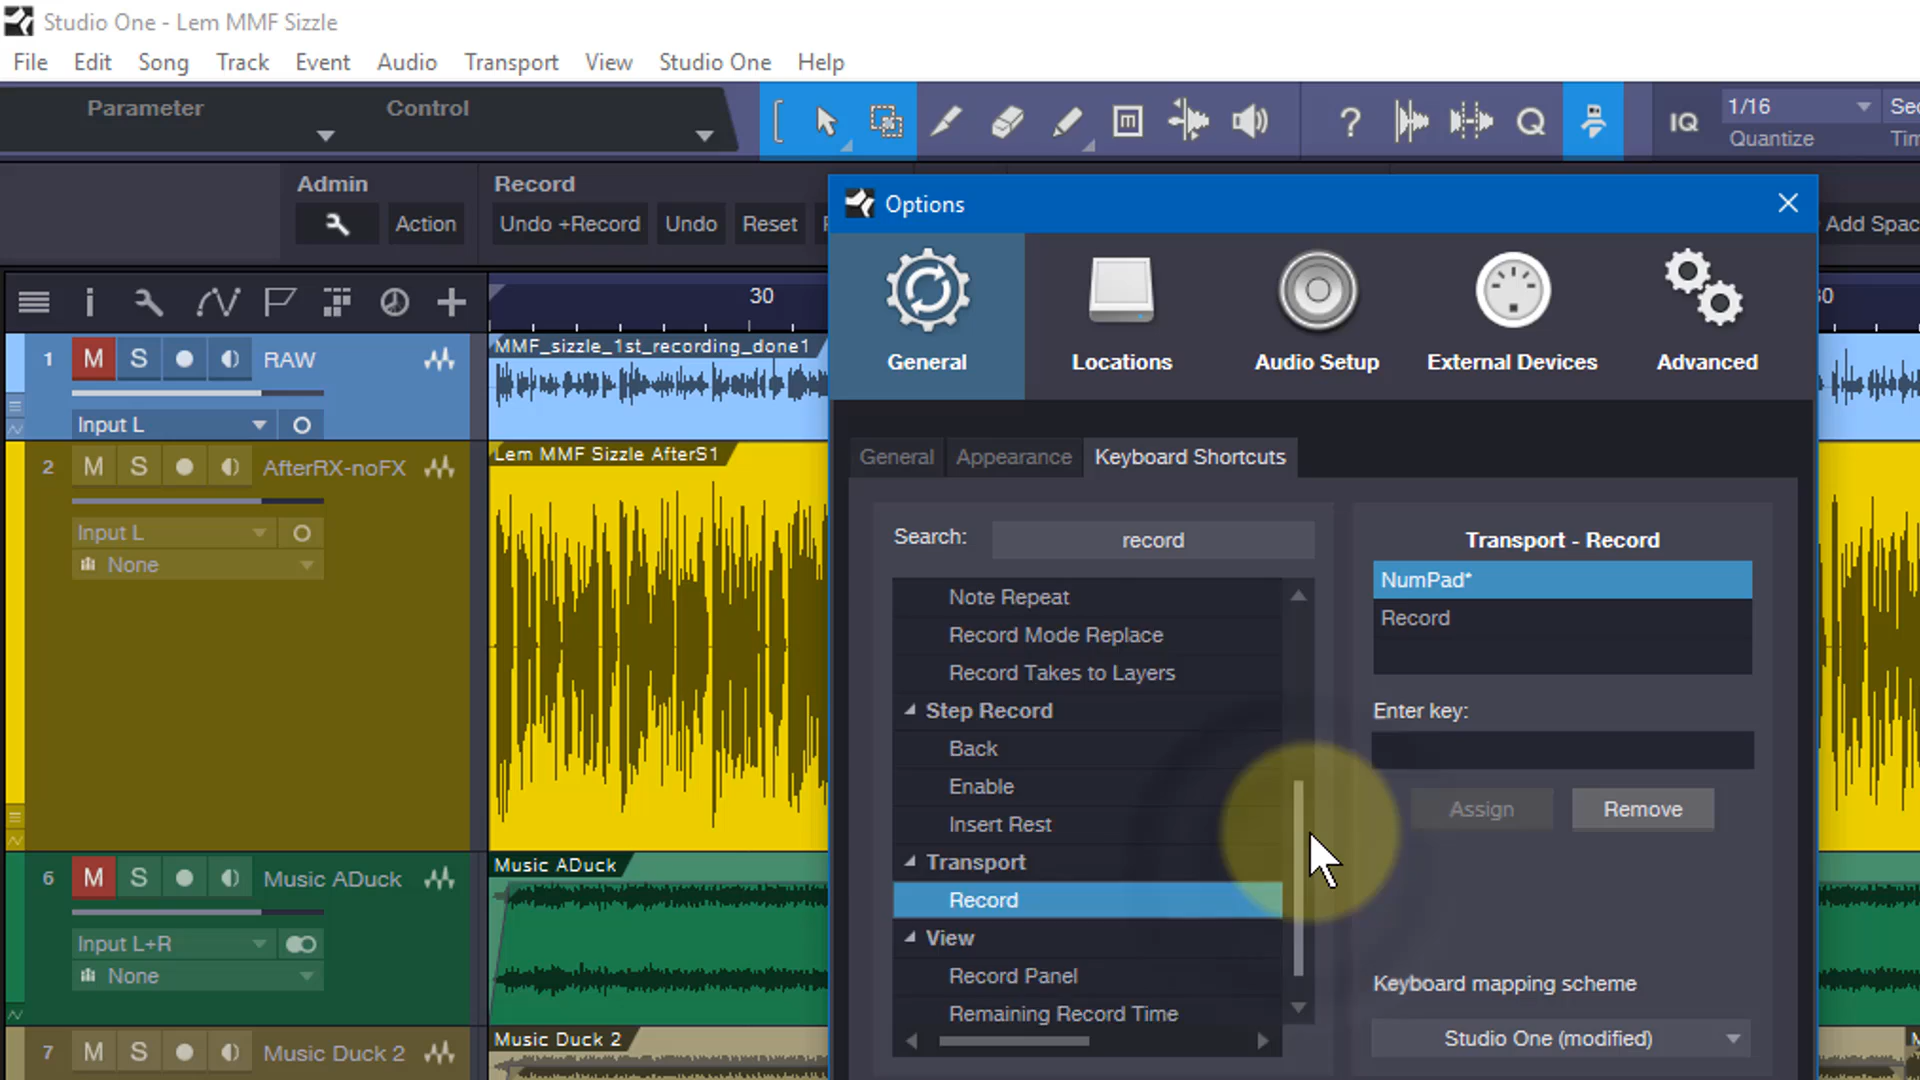 Studio One - Lem MMF Sizzle
File Edit Song Track Event Audio Transport View Studio One Help
Parameter Control
? Q IQ 1/16
Quantize
Admin Record
Action Undo +Record Undo Reset Add Spac
Options
General Locations Audio Setup External Devices Advanced
30
1 M S RAW
MMF_sizzle_1st_recording_done1
Input L
General Appearance Keyboard Shortcuts
2 M S AfterRX-noFX
Lem MMF Sizzle AfterS1
Input L
None
Search: record
Note Repeat
Record Mode Replace
Record Takes to Layers
Step Record
Back
Enable
Insert Rest
Transport
Record
View
Record Panel
Remaining Record Time
Transport - Record
NumPad*
Record
Enter key:
Assign Remove
Keyboard mapping scheme
Studio One (modified)
6 M S Music ADuck
Music ADuck
Input L+R
None
7 M S Music Duck 2
Music Duck 2